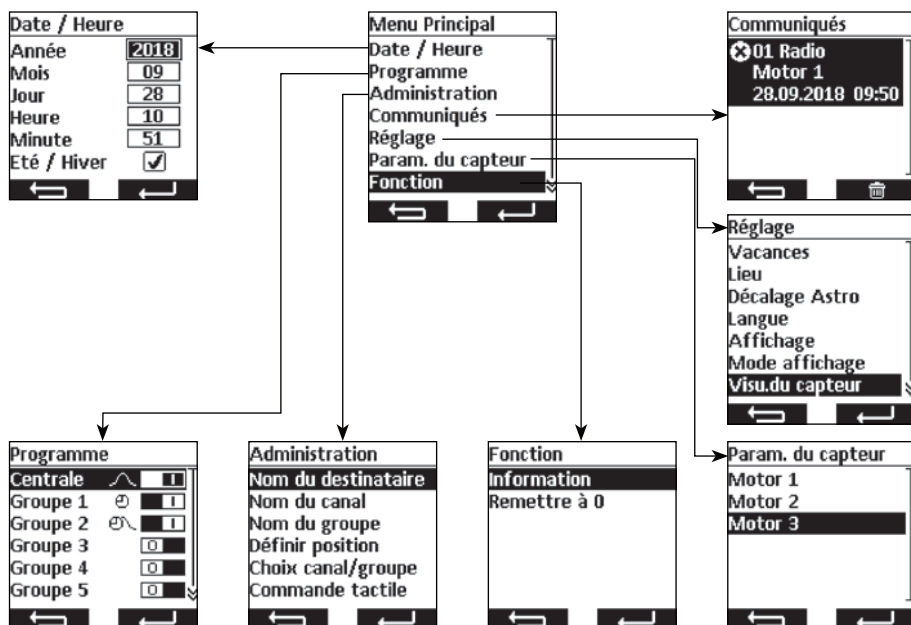 Date / Heure
Année 2018
Mois 09
Jour 28
Heure 10
Minute 51
Eté / Hiver
Menu Principal
Date / Heure
Programme
Administration
Communiqués
Réglage
Param. du capteur
Fonction
Communiqués
01 Radio
Motor 1
28.09.2018 09:50
Réglage
Vacances
Lieu
Décalage Astro
Langue
Affichage
Mode affichage
Visu.du capteur
Programme
Centrale I
Groupe 1 I
Groupe 2 I
Groupe 3 O
Groupe 4 O
Groupe 5 O
Administration
Nom du destinataire
Nom du canal
Nom du groupe
Définir position
Choix canal/groupe
Commande tactile
Fonction
Information
Remettre à 0
Param. du capteur
Motor 1
Motor 2
Motor 3